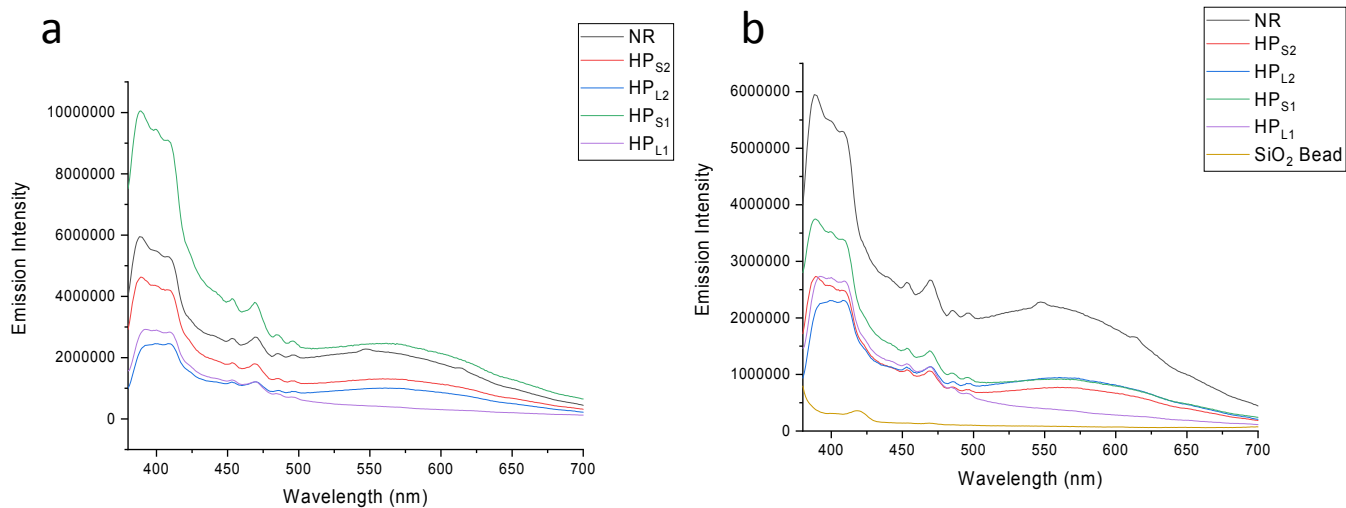 a
NR
HPS2
HPL2
HPS1
HPL1
10000000
8000000
6000000
4000000
2000000
0
Emission Intensity
400
450
500
550
600
650
700
Wavelength (nm)
b
NR
HPS2
HPL2
HPS1
HPL1
SiO2 Bead
6000000
5000000
4000000
3000000
2000000
1000000
0
Emission Intensity
400
450
500
550
600
650
700
Wavelength (nm)